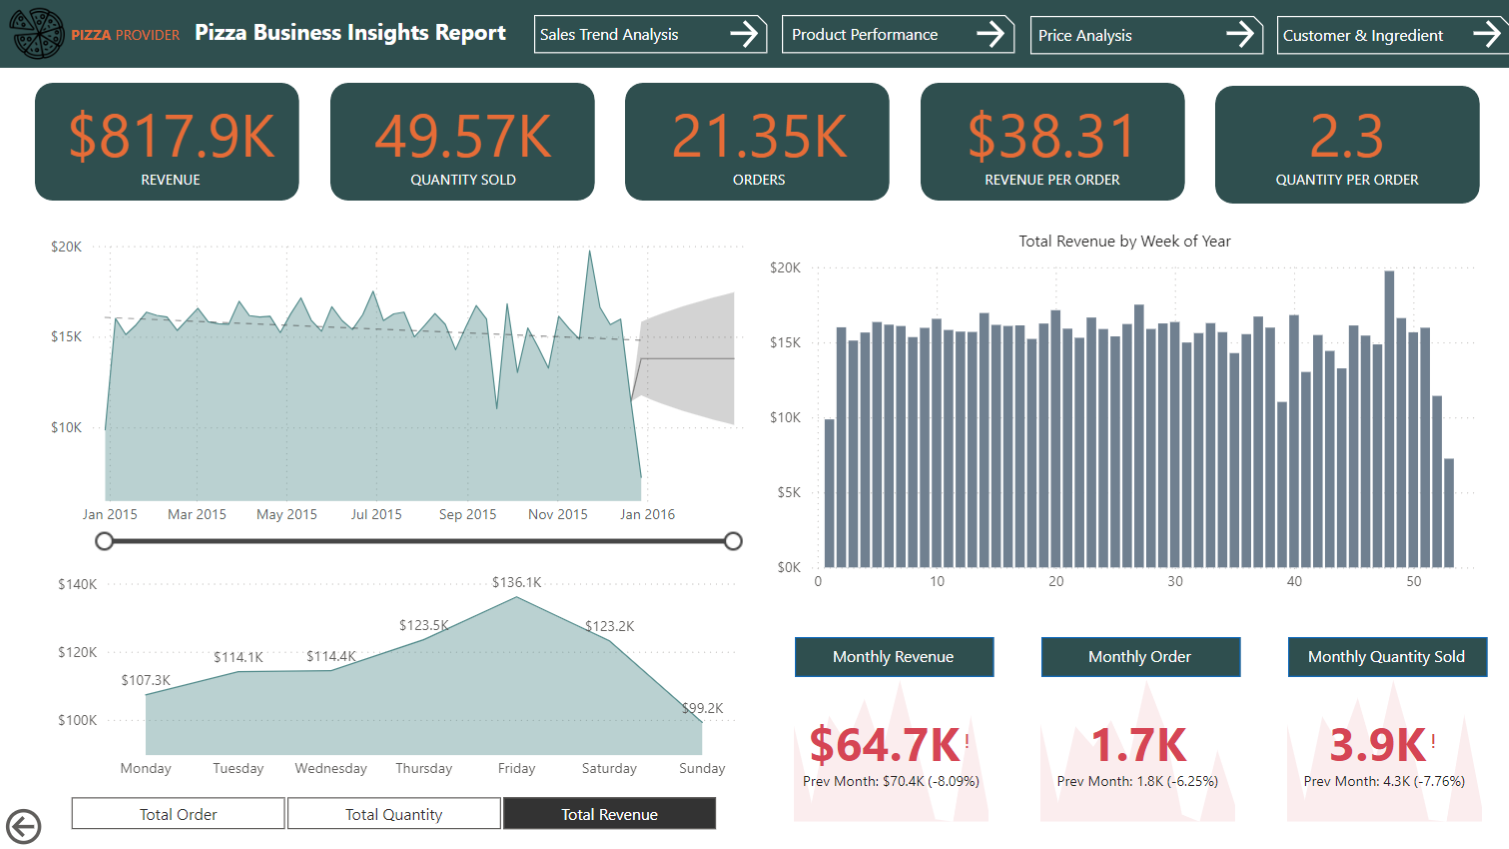 PIZZA PROVIDER
Pizza Business Insights Report
Sales Trend Analysis
Product Performance
Price Analysis
Customer & Ingredient
$817.9K
REVENUE
49.57K
QUANTITY SOLD
21.35K
ORDERS
$38.31
REVENUE PER ORDER
2.3
QUANTITY PER ORDER
$20K
$15K
$10K
Jan 2015 Mar 2015 May 2015 Jul 2015 Sep 2015 Nov 2015 Jan 2016
Total Revenue by Week of Year
$20K
$15K
$10K
$5K
$0K
0 10 20 30 40 50
$140K
$120K
$100K
$107.3K
$114.1K
$114.4K
$123.5K
$136.1K
$123.2K
$99.2K
Monday Tuesday Wednesday Thursday Friday Saturday Sunday
Total Order
Total Quantity
Total Revenue
Monthly Revenue
$64.7K!
Prev Month: $70.4K (-8.09%)
Monthly Order
1.7K
Prev Month: 1.8K (-6.25%)
Monthly Quantity Sold
3.9K!
Prev Month: 4.3K (-7.76%)